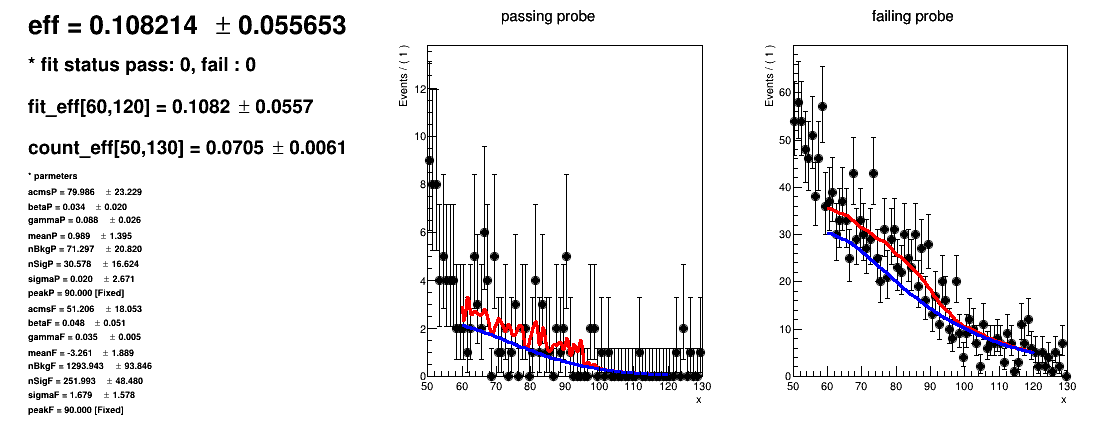 eff = 0.108214 ± 0.055653
* fit status pass: 0, fail : 0
fit_eff[60,120] = 0.1082 ± 0.0557
count_eff[50,130] = 0.0705 ± 0.0061
* parmeters
acmsP = 79.986 ± 23.229
betaP = 0.034 ± 0.020
gammaP = 0.088 ± 0.026
meanP = 0.989 ± 1.395
nBkgP = 71.297 ± 20.820
nSigP = 30.578 ± 16.624
sigmaP = 0.020 ± 2.671
peakP = 90.000 [Fixed]
acmsF = 51.206 ± 18.053
betaF = 0.048 ± 0.051
gammaF = 0.035 ± 0.005
meanF = -3.261 ± 1.889
nBkgF = 1293.943 ± 93.846
nSigF = 251.993 ± 48.480
sigmaF = 1.679 ± 1.578
peakF = 90.000 [Fixed]
passing probe
Events / ( 1 )
12
10
8
6
4
2
0
50 60 70 80 90 100 110 120 130
x
failing probe
Events / ( 1 )
60
50
40
30
20
10
0
50 60 70 80 90 100 110 120 130
x